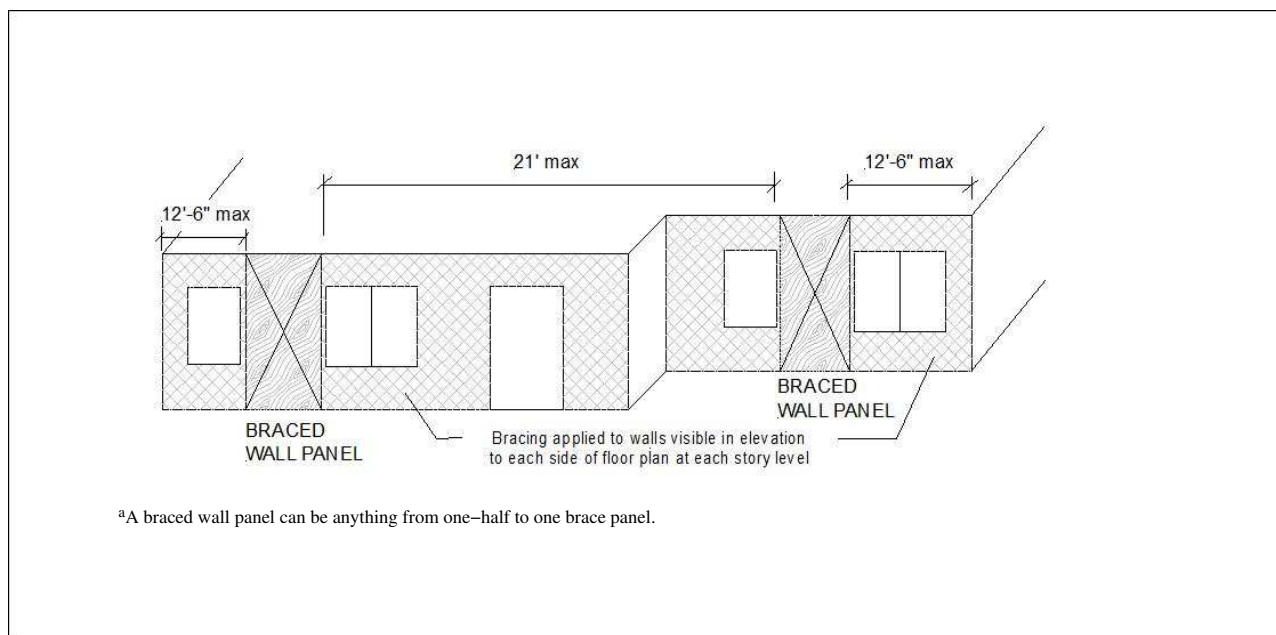 21' max
12'-6" max
12'-6" max
BRACED
WALL PANEL
BRACED
WALL PANEL
Bracing applied to walls visible in elevation
to each side of floor plan at each story level
aA braced wall panel can be anything from one−half to one brace panel.